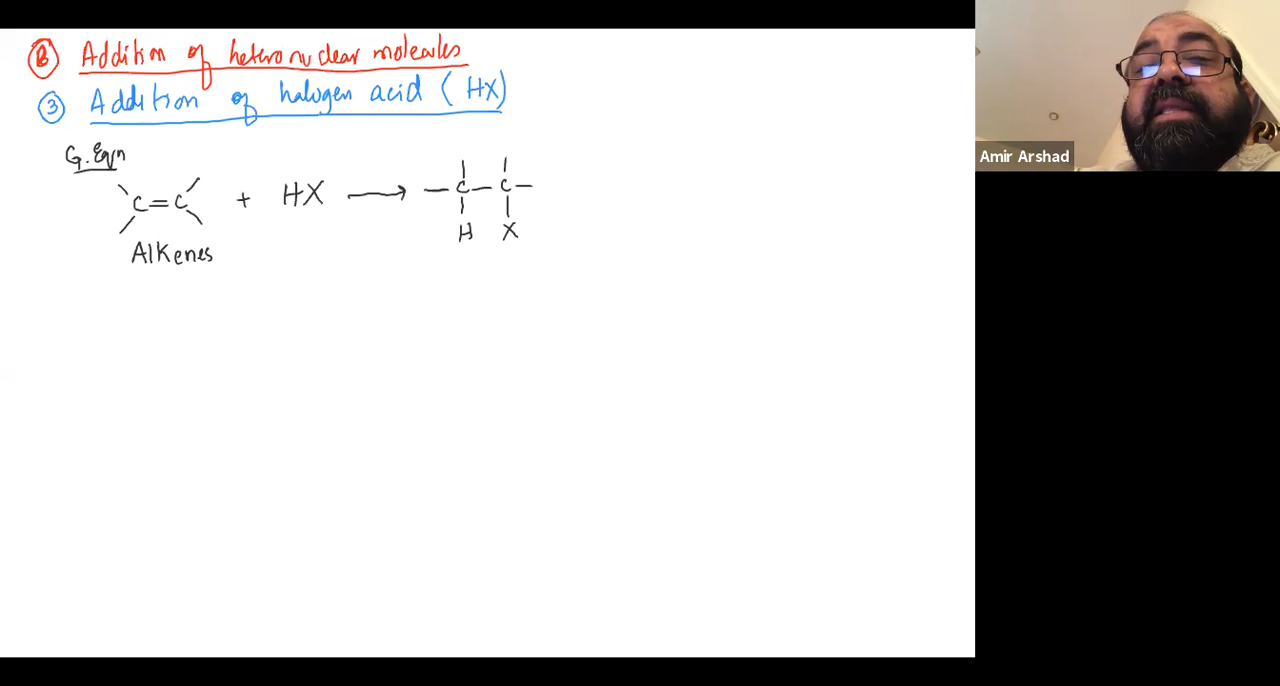 B Addition of heteronuclear molecules
3 Addition of halogen acid (HX)
G. Eqn
C=C + HX → -C-C-
H X
Alkenes
Amir Arshad